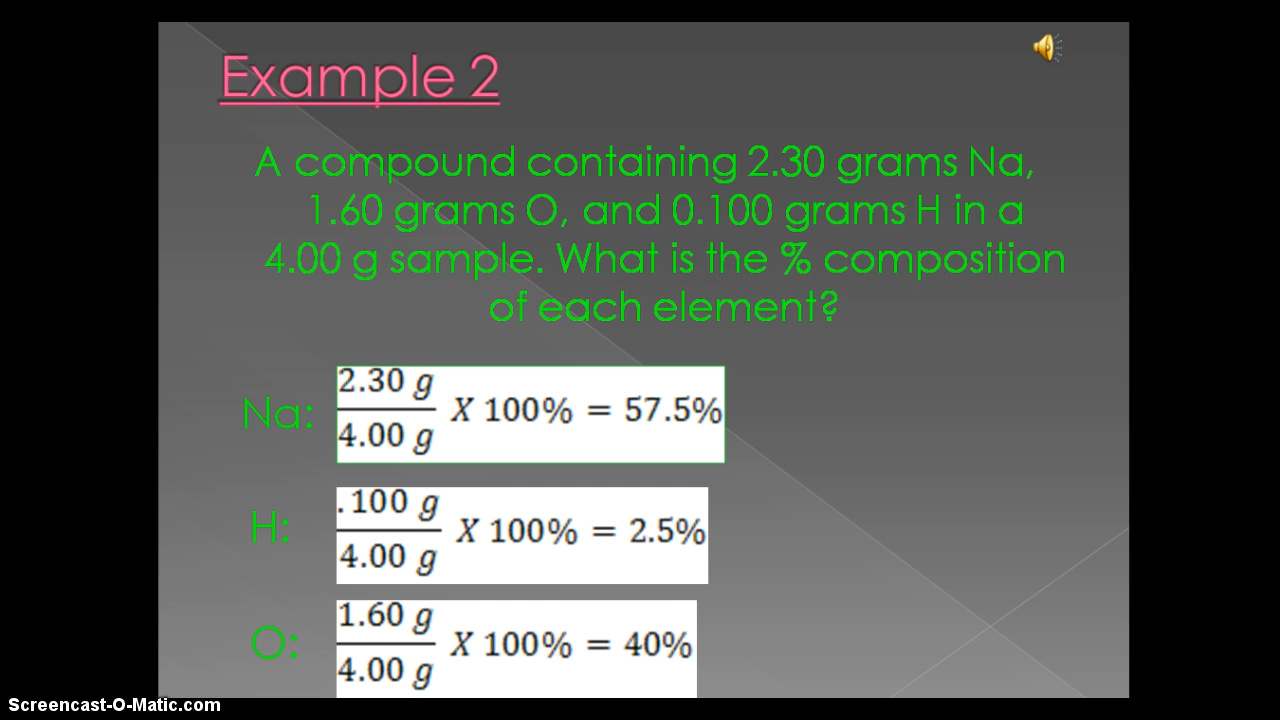 Example 2
A compound containing 2.30 grams Na,
1.60 grams O, and 0.100 grams H in a
4.00 g sample. What is the % composition
of each element?
Na:
2.30 g
4.00 g
X 100% = 57.5%
H:
.100 g
4.00 g
X 100% = 2.5%
O:
1.60 g
4.00 g
X 100% = 40%
Screencast-O-Matic.com